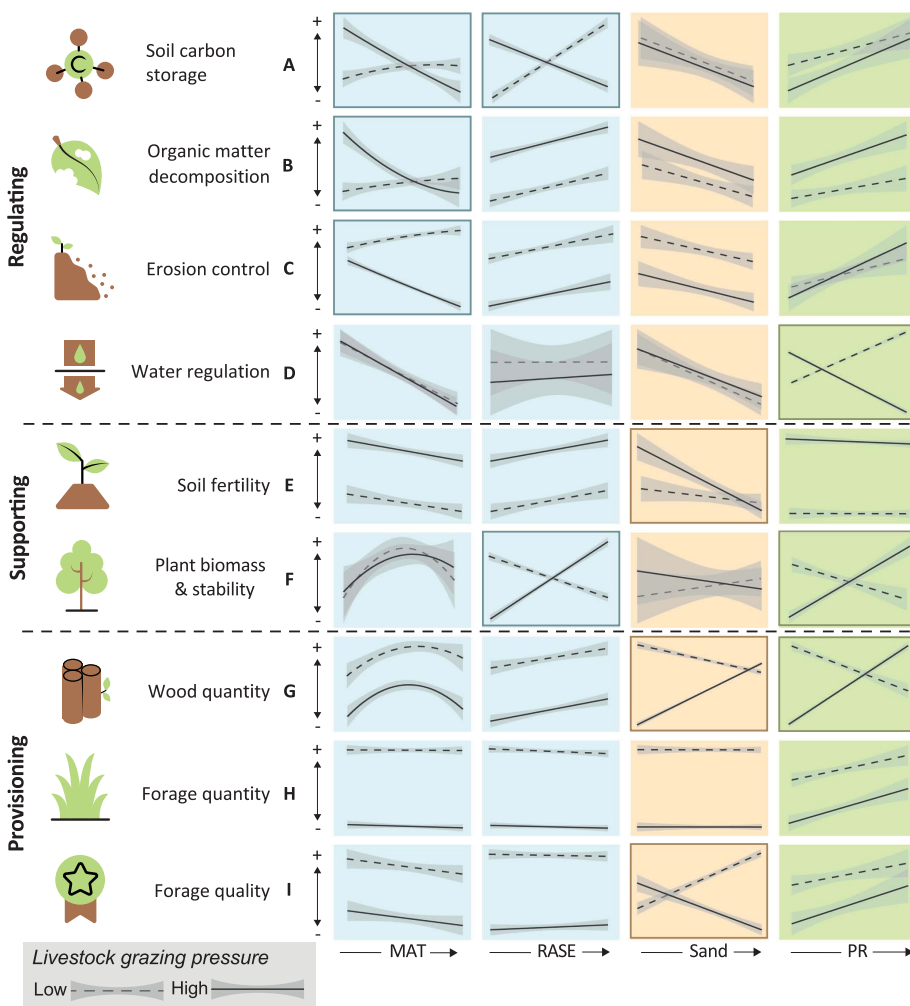 Regulating
Soil carbon
storage
A
+
-
Organic matter
decomposition
B
+
-
Erosion control
C
+
-
Water regulation
D
+
-
Supporting
Soil fertility
E
+
-
Plant biomass
& stability
F
+
-
Provisioning
Wood quantity
G
+
-
Forage quantity
H
+
-
Forage quality
I
+
-
MAT
RASE
Sand
PR
Livestock grazing pressure
Low
High